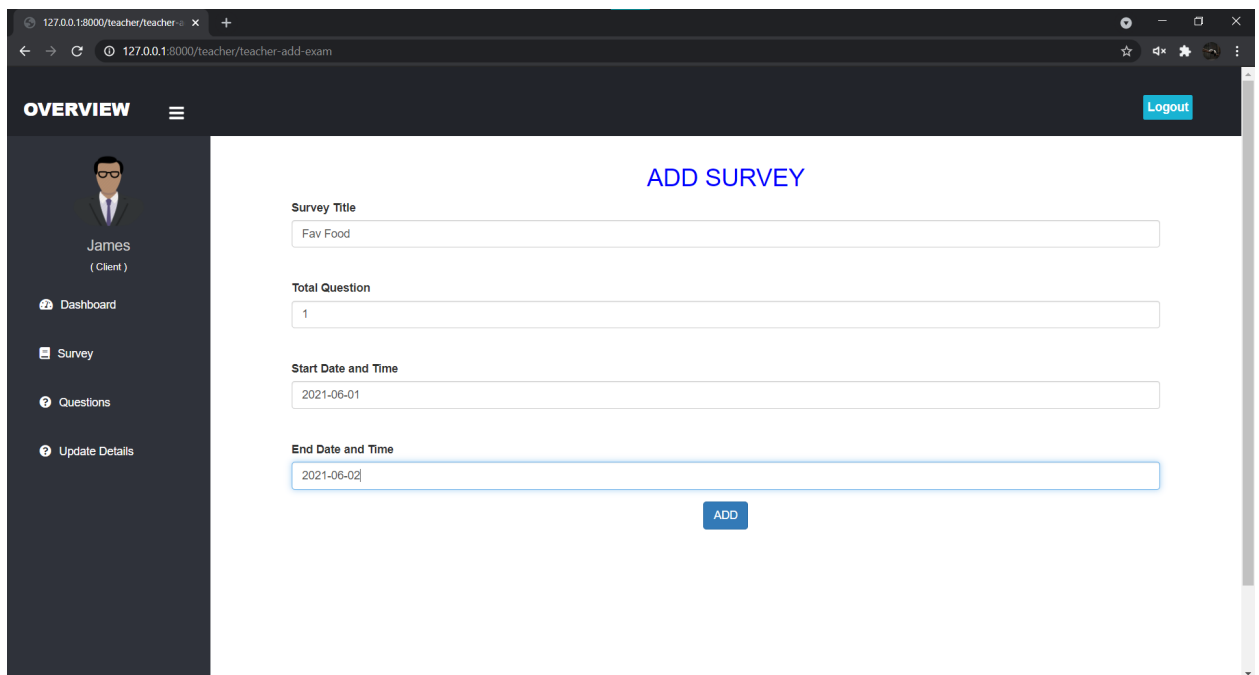 127.0.0.1:8000/teacher/teacher-a
127.0.0.1:8000/teacher/teacher-add-exam
OVERVIEW
Logout
James
( Client )
Dashboard
Survey
Questions
Update Details
ADD SURVEY
Survey Title
Fav Food
Total Question
1
Start Date and Time
2021-06-01
End Date and Time
2021-06-02
ADD